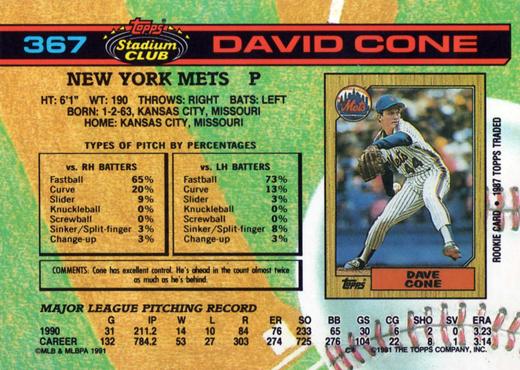 367 Topps Stadium CLUB DAVID CONE
NEW YORK METS P
HT: 6'1" WT: 190 THROWS: RIGHT BATS: LEFT
BORN: 1-2-63, KANSAS CITY, MISSOURI
HOME: KANSAS CITY, MISSOURI
TYPES OF PITCH BY PERCENTAGES
vs. RH BATTERS
Fastball 65%
Curve 20%
Slider 9%
Knuckleball 0%
Screwball 0%
Sinker/Split-finger 3%
Change-up 3%
vs. LH BATTERS
Fastball 73%
Curve 13%
Slider 3%
Knuckleball 0%
Screwball 0%
Sinker/Split-finger 8%
Change-up 3%
COMMENTS: Cone has excellent control. He's ahead in the count almost twice
as much as he's behind.
Mets
44
Topps
DAVE
CONE
ROOKIE CARD • 1987 TOPPS TRADED
MAJOR LEAGUE PITCHING RECORD
G IP W L R ER SO BB GS CG SHO SV ERA
1990 31 211.2 14 10 84 76 233 65 30 6 2 0 3.23
CAREER 132 784.2 53 27 303 274 725 276 104 22 8 1 3.14
©MLB & MLBPA 1991 ©1991 THE TOPPS COMPANY, INC.